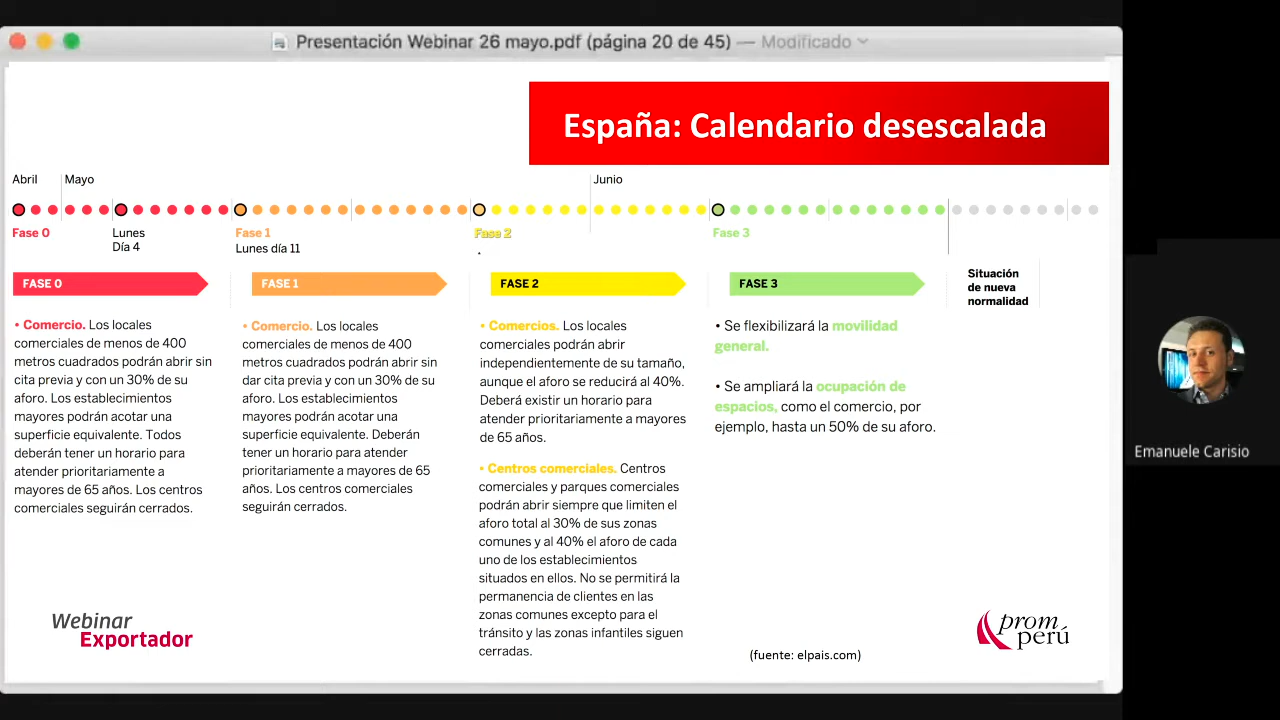 Presentación Webinar 26 mayo.pdf (página 20 de 45) — Modificado
España: Calendario desescalada
Abril
Mayo
Junio
Fase 0
Lunes
Día 4
Fase 1
Lunes día 11
Fase 2
Fase 3
FASE 0
• Comercio. Los locales
comerciales de menos de 400
metros cuadrados podrán abrir sin
cita previa y con un 30% de su
aforo. Los establecimientos
mayores podrán acotar una
superficie equivalente. Todos
deberán tener un horario para
atender prioritariamente a
mayores de 65 años. Los centros
comerciales seguirán cerrados.
FASE 1
• Comercio. Los locales
comerciales de menos de 400
metros cuadrados podrán abrir sin
dar cita previa y con un 30% de su
aforo. Los establecimientos
mayores podrán acotar una
superficie equivalente. Deberán
tener un horario para atender
prioritariamente a mayores de 65
años. Los centros comerciales
seguirán cerrados.
FASE 2
• Comercios. Los locales
comerciales podrán abrir
independientemente de su tamaño,
aunque el aforo se reducirá al 40%.
Deberá existir un horario para
atender prioritariamente a mayores
de 65 años.
• Centros comerciales. Centros
comerciales y parques comerciales
podrán abrir siempre que limiten el
aforo total al 30% de sus zonas
comunes y al 40% el aforo de cada
uno de los establecimientos
situados en ellos. No se permitirá la
permanencia de clientes en las
zonas comunes excepto para el
tránsito y las zonas infantiles siguen
cerradas.
FASE 3
• Se flexibilizará la movilidad
general.
• Se ampliará la ocupación de
espacios, como el comercio, por
ejemplo, hasta un 50% de su aforo.
Situación
de nueva
normalidad
Webinar
Exportador
(fuente: elpais.com)
prom
perú
Emanuele Carisio